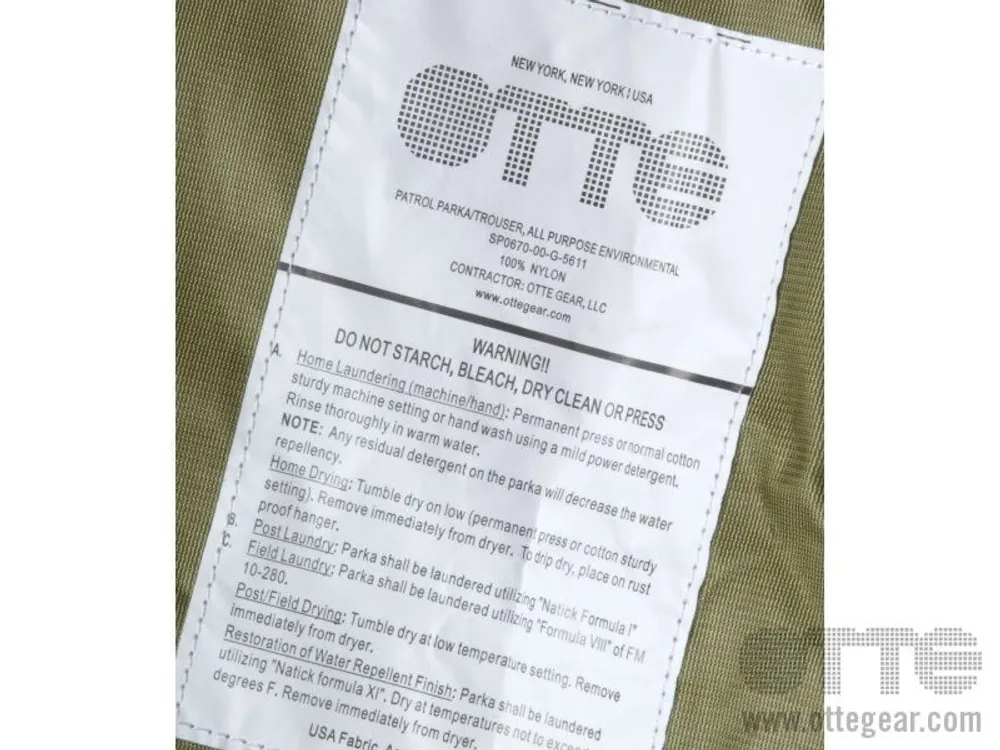 NEW YORK, NEW YORK | USA
OTTE
PATROL PARKA/TROUSER, ALL PURPOSE ENVIRONMENTAL
SP0670-00-G-5611
100% NYLON
CONTRACTOR: OTTE GEAR, LLC
www.ottegear.com
WARNING!!
DO NOT STARCH, BLEACH, DRY CLEAN OR PRESS
A. Home Laundering (machine/hand): Permanent press or normal cotton
sturdy machine setting or hand wash using a mild power detergent.
Rinse thoroughly in warm water.
NOTE: Any residual detergent on the parka will decrease the water
repellency.
Home Drying: Tumble dry on low (permanent press or cotton sturdy
setting). Remove immediately from dryer. To drip dry, place on rust
proof hanger.
B. Post Laundry: Parka shall be laundered utilizing "Natick Formula I"
C. Field Laundry: Parka shall be laundered utilizing "Formula VIII" of FM
10-280.
Post/Field Drying: Tumble dry at low temperature setting. Remove
immediately from dryer.
Restoration of Water Repellent Finish: Parka shall be laundered
utilizing "Natick formula XI". Dry at temperatures not to exceed
degrees F. Remove immediately from dryer.
USA Fabric,
OTTE
www.ottegear.com